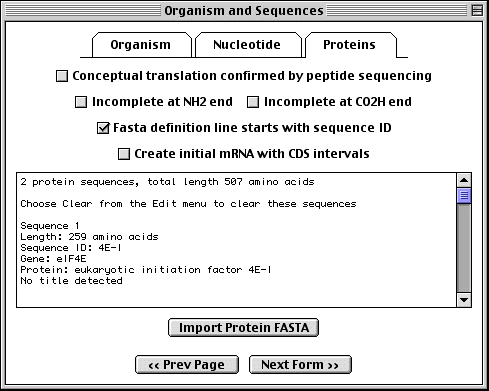 Organism and Sequences
Organism Nucleotide Proteins
Conceptual translation confirmed by peptide sequencing
Incomplete at NH2 end Incomplete at CO2H end
Fasta definition line starts with sequence ID
Create initial mRNA with CDS intervals
2 protein sequences, total length 507 amino acids
Choose Clear from the Edit menu to clear these sequences
Sequence 1
Length: 259 amino acids
Sequence ID: 4E-I
Gene: eIF4E
Protein: eukaryotic initiation factor 4E-I
No title detected
Import Protein FASTA
<< Prev Page Next Form >>